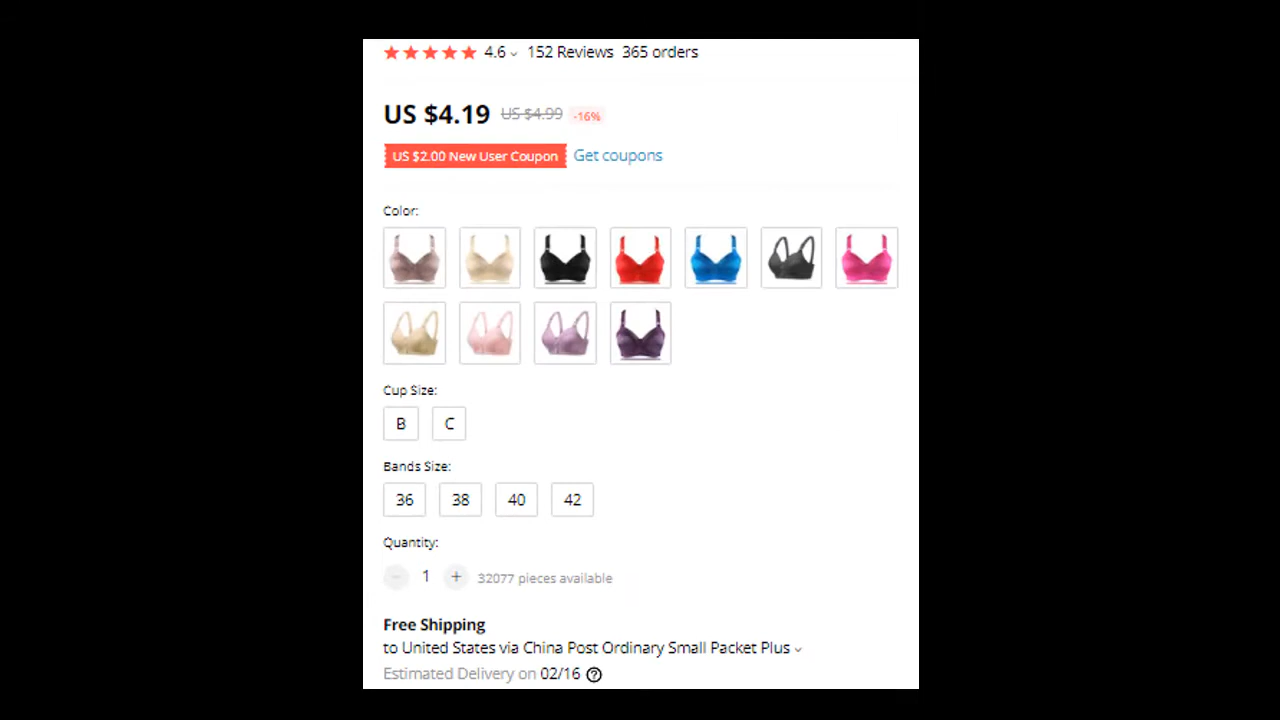 4.6 152 Reviews 365 orders
US $4.19 US $4.99 -16%
US $2.00 New User Coupon Get coupons
Color:
Cup Size:
B C
Bands Size:
36 38 40 42
Quantity:
− 1 + 32077 pieces available
Free Shipping
to United States via China Post Ordinary Small Packet Plus
Estimated Delivery on 02/16 ?